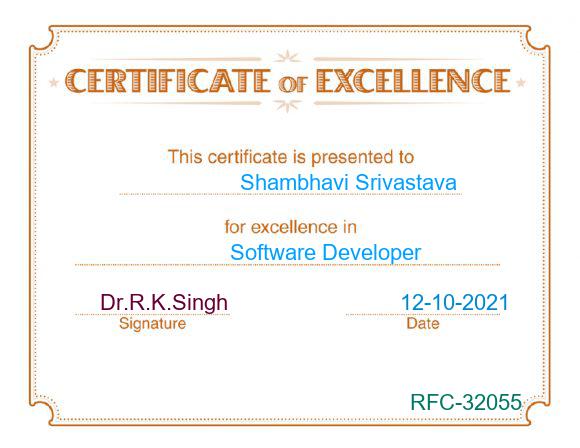 CERTIFICATE OF EXCELLENCE
This certificate is presented to
Shambhavi Srivastava
for excellence in
Software Developer
Dr.R.K.Singh 12-10-2021
Signature Date
RFC-32055